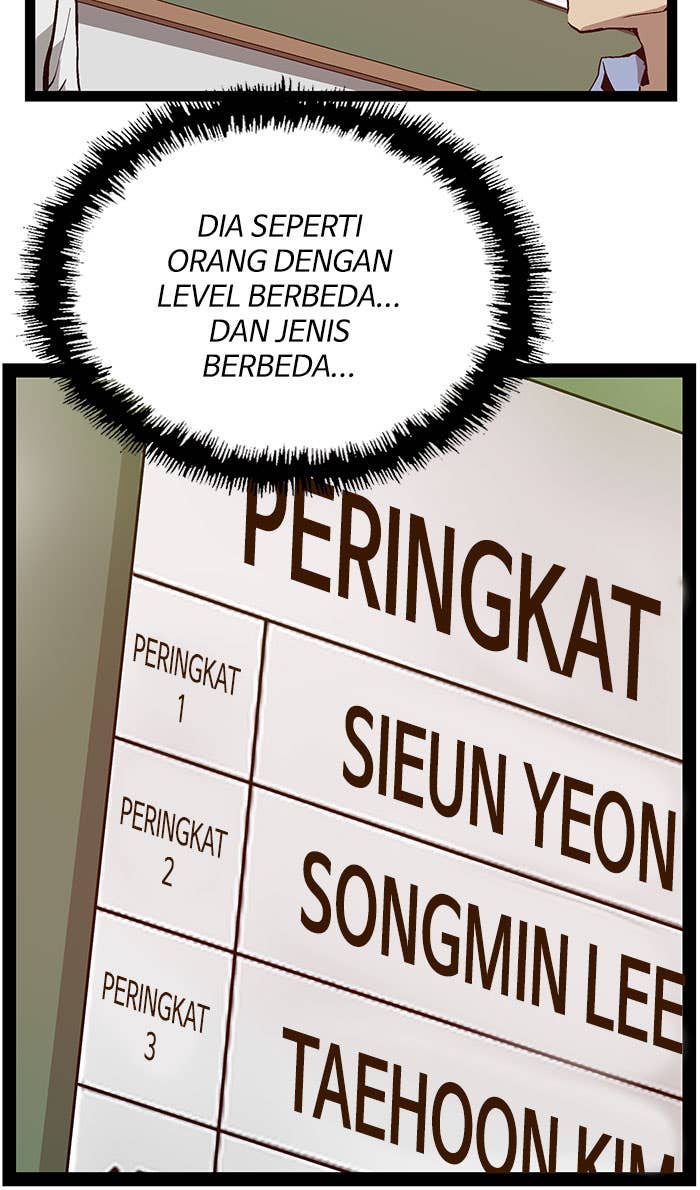 DIA SEPERTI
ORANG DENGAN
LEVEL BERBEDA...
DAN JENIS
BERBEDA...
PERINGKAT
PERINGKAT
1
SIEUN YEON
PERINGKAT
2
SONGMIN LEE
PERINGKAT
3
TAEHOON KIM